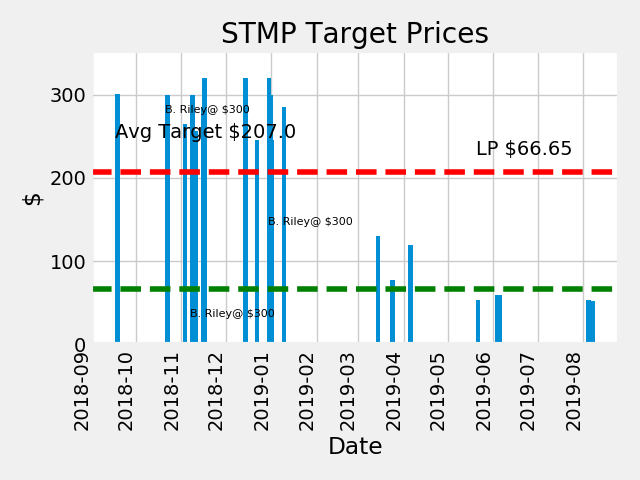 STMP Target Prices
300
B. Riley@ $300
Avg Target $207.0
LP $66.65
$
200
B. Riley@ $300
100
B. Riley@ $300
0
2018-09
2018-10
2018-11
2018-12
2019-01
2019-02
2019-03
2019-04
2019-05
2019-06
2019-07
2019-08
Date